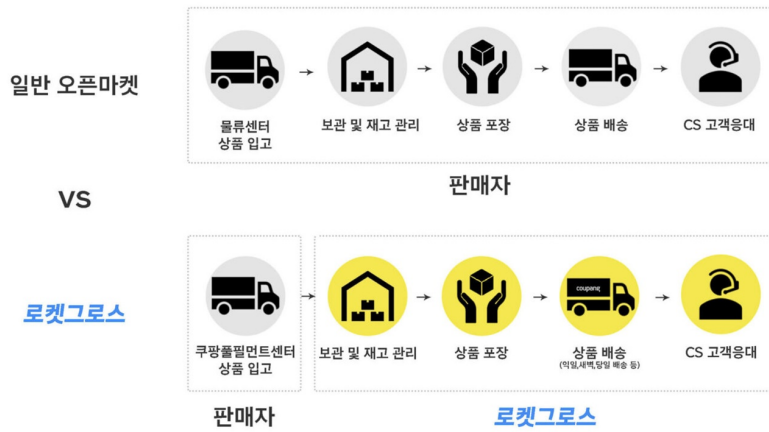 일반 오픈마켓
물류센터
상품 입고
보관 및 재고 관리
상품 포장
상품 배송
CS 고객응대
판매자
VS
로켓그로스
쿠팡풀필먼트센터
상품 입고
보관 및 재고 관리
상품 포장
coupang
상품 배송
(익일,새벽,당일 배송 등)
CS 고객응대
판매자
로켓그로스